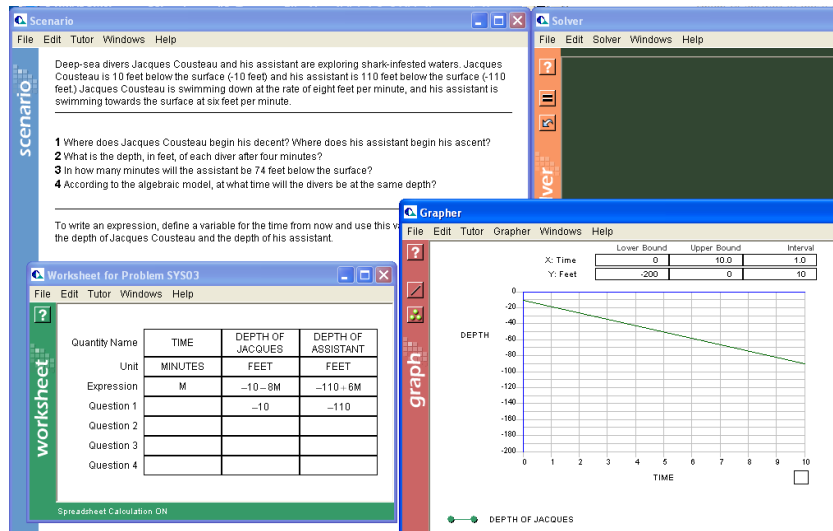 Scenario
File Edit Tutor Windows Help
scenario
Deep-sea divers Jacques Cousteau and his assistant are exploring shark-infested waters. Jacques
Cousteau is 10 feet below the surface (-10 feet) and his assistant is 110 feet below the surface (-110
feet.) Jacques Cousteau is swimming down at the rate of eight feet per minute, and his assistant is
swimming towards the surface at six feet per minute.
1 Where does Jacques Cousteau begin his decent? Where does his assistant begin his ascent?
2 What is the depth, in feet, of each diver after four minutes?
3 In how many minutes will the assistant be 74 feet below the surface?
4 According to the algebraic model, at what time will the divers be at the same depth?
To write an expression, define a variable for the time from now and use this
the depth of Jacques Cousteau and the depth of his assistant.
Solver
File Edit Solver Windows Help
?
=
Grapher
File Edit Tutor Grapher Windows Help
?
graph
Lower Bound Upper Bound Interval
X: Time 0 10.0 1.0
Y: Feet -200 0 10
DEPTH
0
-20
-40
-60
-80
-100
-120
-140
-160
-180
-200
0 1 2 3 4 5 6 7 8 9 10
TIME
DEPTH OF JACQUES
Worksheet for Problem SYS03
File Edit Tutor Windows Help
?
worksheet
Quantity Name TIME DEPTH OF JACQUES DEPTH OF ASSISTANT
Unit MINUTES FEET FEET
Expression M –10–8M –110+6M
Question 1 –10 –110
Question 2
Question 3
Question 4
Spreadsheet Calculation ON